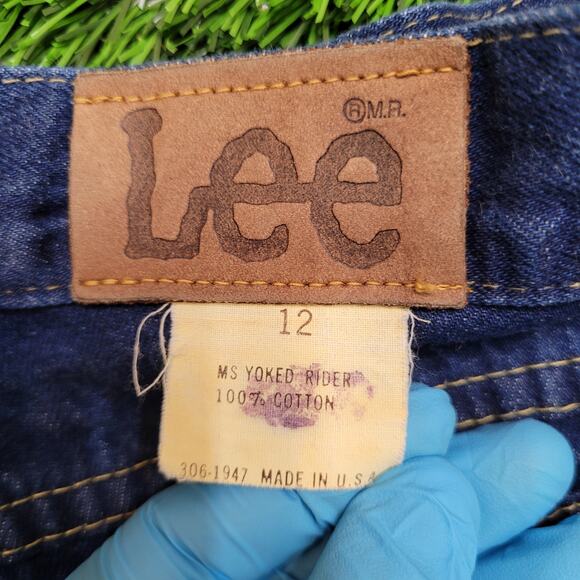 Lee
®M.R.
12
MS YOKED RIDER
100% COTTON
306-1947 MADE IN U.S.A